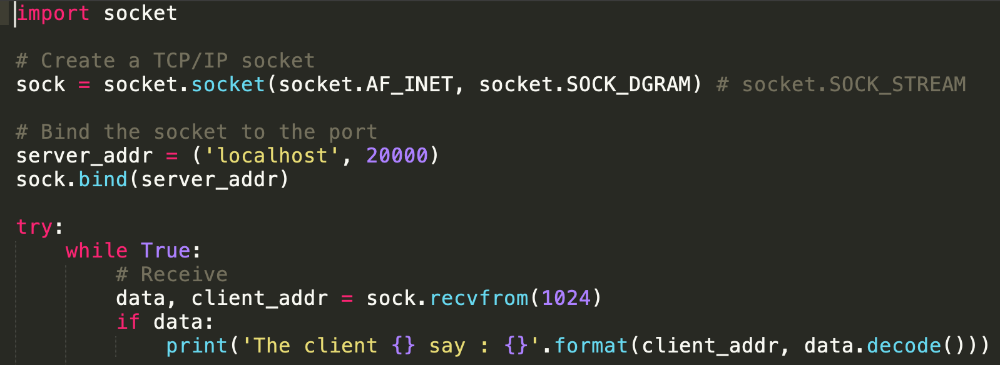 import socket
# Create a TCP/IP socket
sock = socket.socket(socket.AF_INET, socket.SOCK_DGRAM) # socket.SOCK_STREAM
# Bind the socket to the port
server_addr = ('localhost', 20000)
sock.bind(server_addr)
try:
    while True:
        # Receive
        data, client_addr = sock.recvfrom(1024)
        if data:
            print('The client {} say : {}'.format(client_addr, data.decode()))